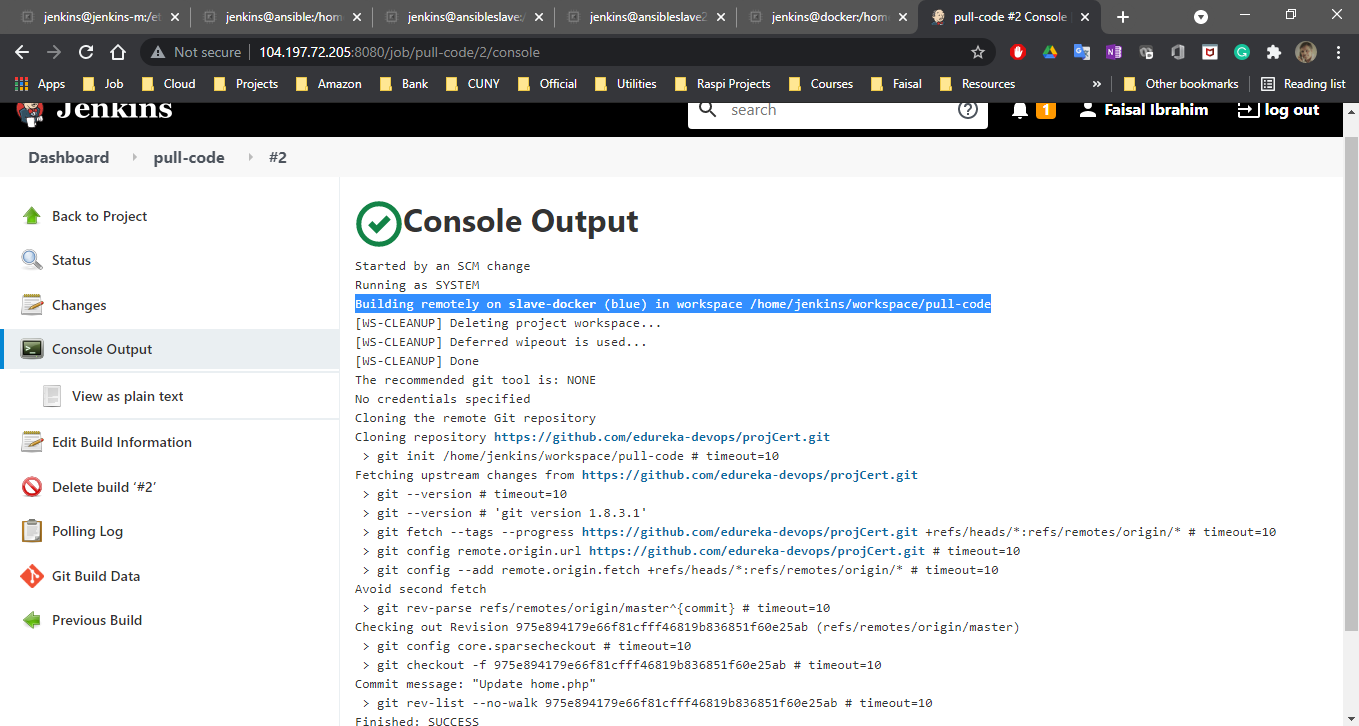 jenkins@jenkins-m:/et
jenkins@ansible:/hom
jenkins@ansibleslave:/
jenkins@ansibleslave2
jenkins@docker:/hom
pull-code #2 Console
Not secure 104.197.72.205:8080/job/pull-code/2/console
Apps Job Cloud Projects Amazon Bank CUNY Official Utilities Raspi Projects Courses Faisal Resources » Other bookmarks Reading list
Jenkins search 1 Faisal Ibrahim log out
Dashboard pull-code #2
Back to Project
Status
Changes
Console Output
View as plain text
Edit Build Information
Delete build ‘#2’
Polling Log
Git Build Data
Previous Build
Console Output
Started by an SCM change
Running as SYSTEM
Building remotely on slave-docker (blue) in workspace /home/jenkins/workspace/pull-code
[WS-CLEANUP] Deleting project workspace...
[WS-CLEANUP] Deferred wipeout is used...
[WS-CLEANUP] Done
The recommended git tool is: NONE
No credentials specified
Cloning the remote Git repository
Cloning repository https://github.com/edureka-devops/projCert.git
> git init /home/jenkins/workspace/pull-code # timeout=10
Fetching upstream changes from https://github.com/edureka-devops/projCert.git
> git --version # timeout=10
> git --version # 'git version 1.8.3.1'
> git fetch --tags --progress https://github.com/edureka-devops/projCert.git +refs/heads/*:refs/remotes/origin/* # timeout=10
> git config remote.origin.url https://github.com/edureka-devops/projCert.git # timeout=10
> git config --add remote.origin.fetch +refs/heads/*:refs/remotes/origin/* # timeout=10
Avoid second fetch
> git rev-parse refs/remotes/origin/master^{commit} # timeout=10
Checking out Revision 975e894179e66f81cfff46819b836851f60e25ab (refs/remotes/origin/master)
> git config core.sparsecheckout # timeout=10
> git checkout -f 975e894179e66f81cfff46819b836851f60e25ab # timeout=10
Commit message: "Update home.php"
> git rev-list --no-walk 975e894179e66f81cfff46819b836851f60e25ab # timeout=10
Finished: SUCCESS